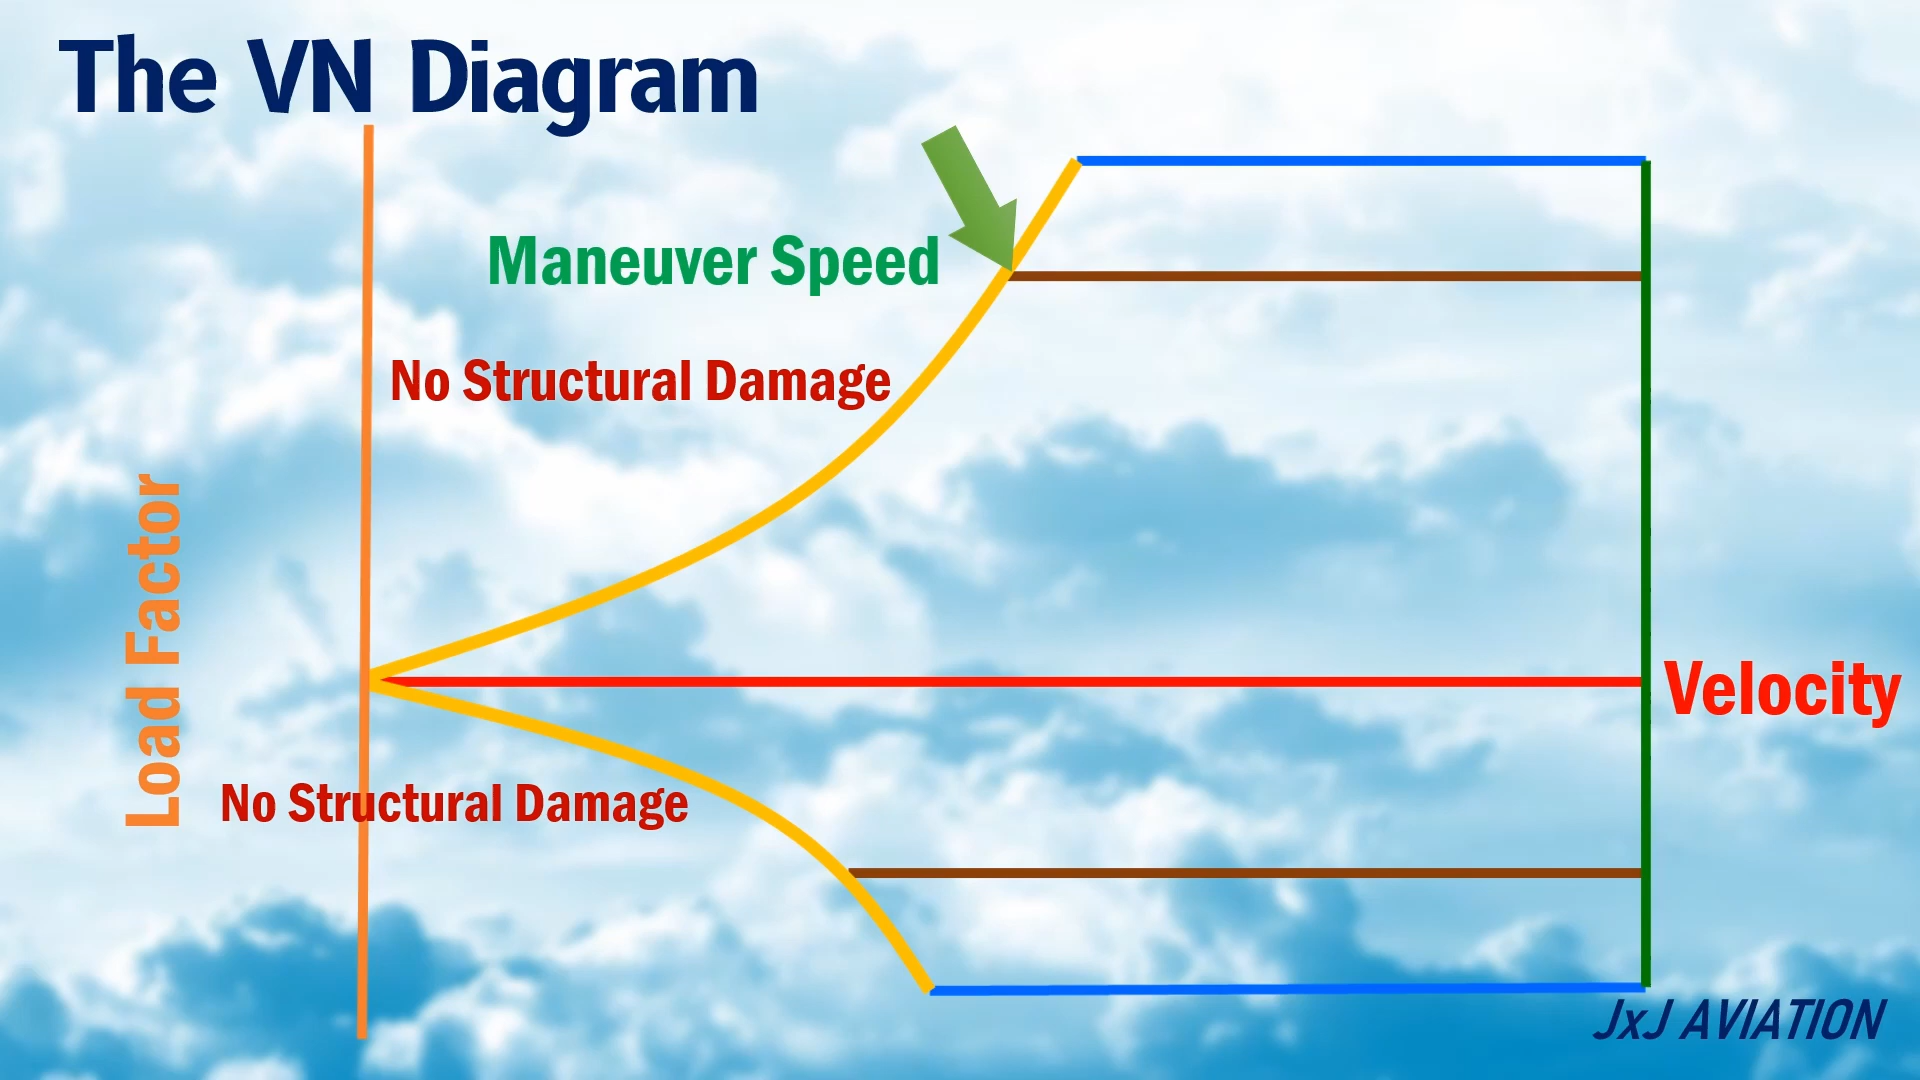 The VN Diagram
Maneuver Speed
No Structural Damage
Load Factor
Velocity
No Structural Damage
JxJ AVIATION